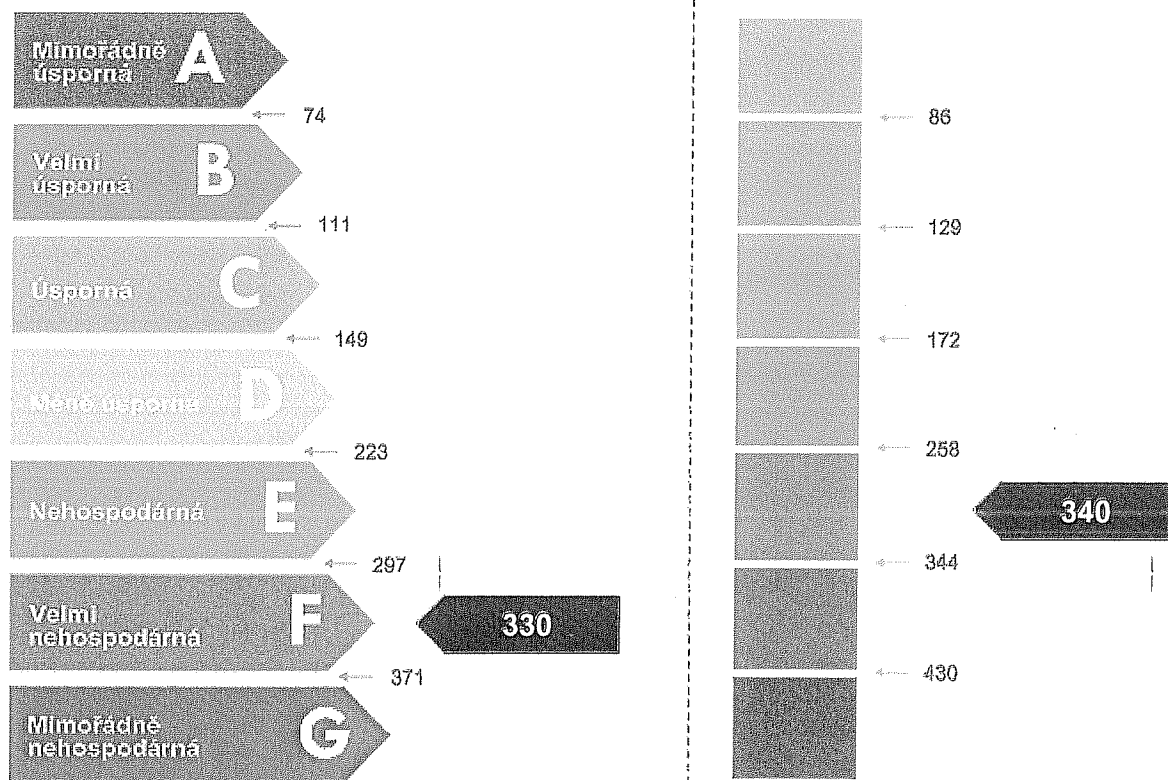 Mimořádně
úsporná
A
74
Velmi
úsporná
B
111
Úsporná
C
149
Méně úsporná
D
223
Nehospodárná
E
297
Velmi
nehospodárná
F
330
371
Mimořádně
nehospodárná
G
86
129
172
258
340
344
430